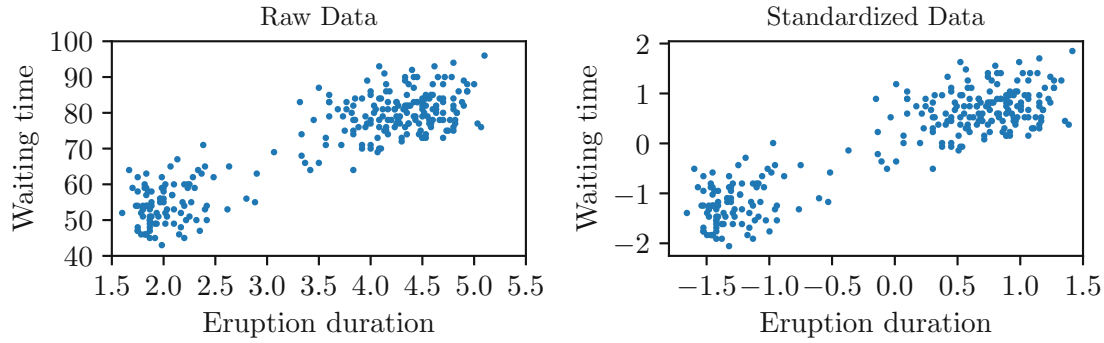 Raw Data
Waiting time
100
90
80
70
60
50
40
1.5 2.0 2.5 3.0 3.5 4.0 4.5 5.0 5.5
Eruption duration
Standardized Data
Waiting time
2
1
0
−1
−2
−1.5 −1.0 −0.5 0.0 0.5 1.0 1.5
Eruption duration